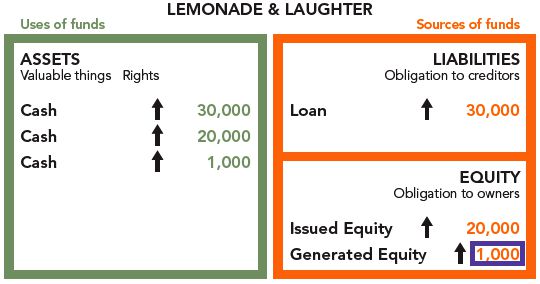 LEMONADE & LAUGHTER
Uses of funds
Sources of funds
ASSETS
Valuable things Rights
Cash ⬆ 30,000
Cash ⬆ 20,000
Cash ⬆ 1,000
LIABILITIES
Obligation to creditors
Loan ⬆ 30,000
EQUITY
Obligation to owners
Issued Equity ⬆ 20,000
Generated Equity ⬆ 1,000